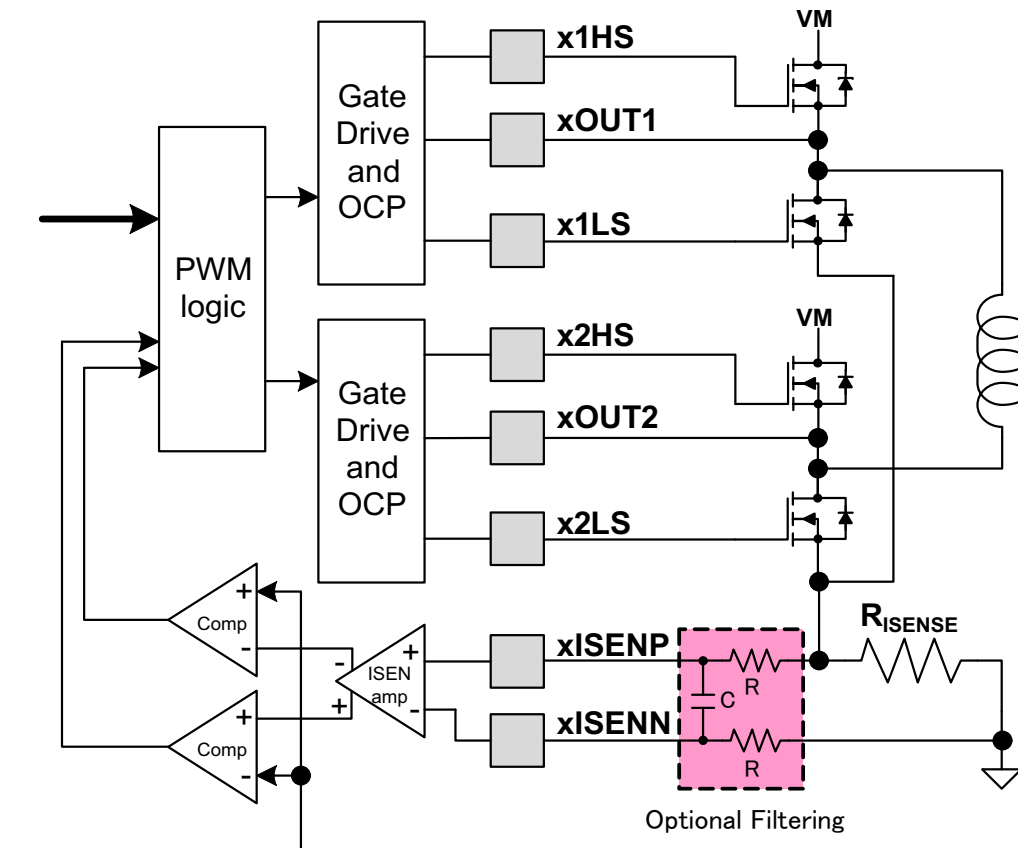 VM
x1HS
Gate
Drive
and
OCP
xOUT1
x1LS
PWM
logic
VM
x2HS
Gate
Drive
and
OCP
xOUT2
x2LS
+
Comp
-
-
+
ISEN
amp
+
-
+
Comp
-
xISENP
xISENN
R
C
R
RISENSE
Optional Filtering